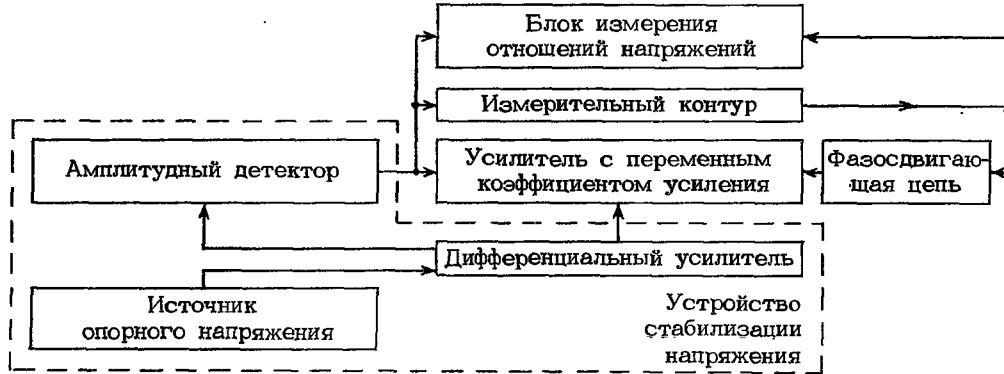 Блок измерения
отношений напряжений
Измерительный контур
Амплитудный детектор
Усилитель с переменным
коэффициентом усиления
Фазосдвигаю-
щая цепь
Дифференциальный усилитель
Источник
опорного напряжения
Устройство
стабилизации
напряжения